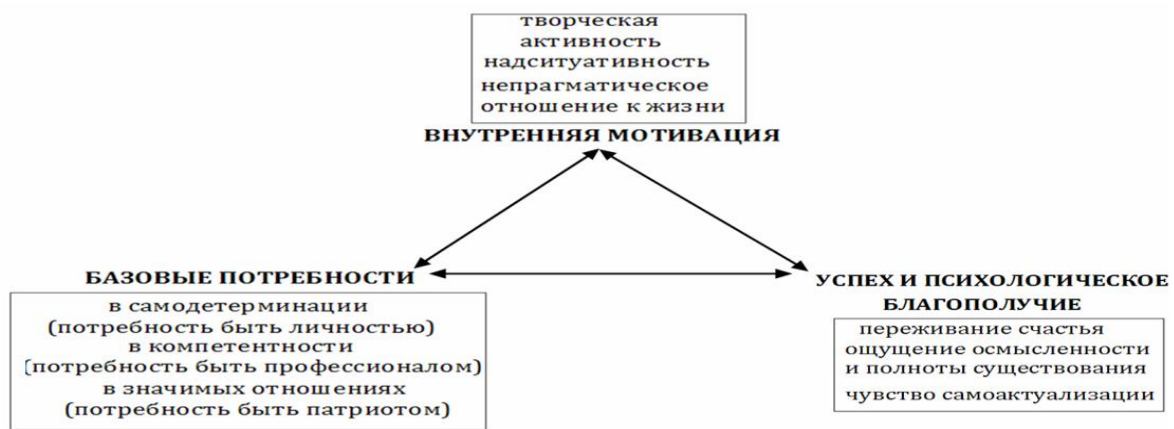 творческая
активность
надситуативность
непрагматическое
отношение к жизни
ВНУТРЕННЯЯ МОТИВАЦИЯ
БАЗОВЫЕ ПОТРЕБНОСТИ
в самодетерминации
(потребность быть личностью)
в компетентности
(потребность быть профессионалом)
в значимых отношениях
(потребность быть патриотом)
УСПЕХ И ПСИХОЛОГИЧЕСКОЕ
БЛАГОПОЛУЧИЕ
переживание счастья
ощущение осмысленности
и полноты существования
чувство самоактуализации